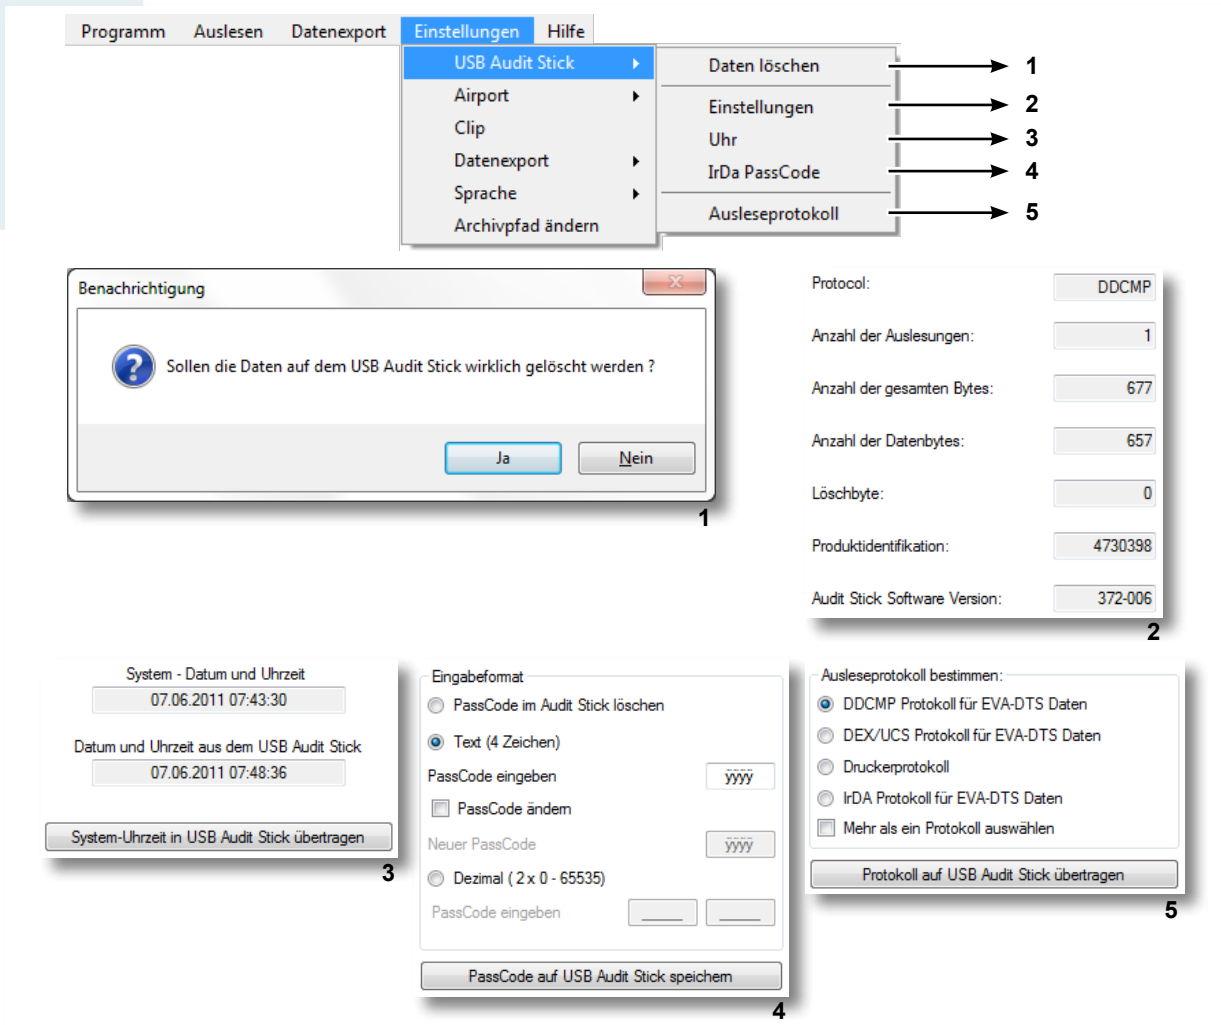 Programm Auslesen Datenexport Einstellungen Hilfe
USB Audit Stick
Airport
Clip
Datenexport
Sprache
Archivpfad ändern
Daten löschen 1
Einstellungen 2
Uhr 3
IrDa PassCode 4
Ausleseprotokoll 5
Benachrichtigung
Sollen die Daten auf dem USB Audit Stick wirklich gelöscht werden ?
Ja Nein
1
Protocol: DDCMP
Anzahl der Auslesungen: 1
Anzahl der gesamten Bytes: 677
Anzahl der Datenbytes: 657
Löschbyte: 0
Produktidentifikation: 4730398
Audit Stick Software Version: 372-006
2
System - Datum und Uhrzeit
07.06.2011 07:43:30
Datum und Uhrzeit aus dem USB Audit Stick
07.06.2011 07:48:36
System-Uhrzeit in USB Audit Stick übertragen
3
Eingabeformat
PassCode im Audit Stick löschen
Text (4 Zeichen)
PassCode eingeben ÿÿÿÿ
PassCode ändern
Neuer PassCode ÿÿÿÿ
Dezimal ( 2 x 0 - 65535)
PassCode eingeben _____ _____
PassCode auf USB Audit Stick speichern
4
Ausleseprotokoll bestimmen:
DDCMP Protokoll für EVA-DTS Daten
DEX/UCS Protokoll für EVA-DTS Daten
Druckerprotokoll
IrDA Protokoll für EVA-DTS Daten
Mehr als ein Protokoll auswählen
Protokoll auf USB Audit Stick übertragen
5